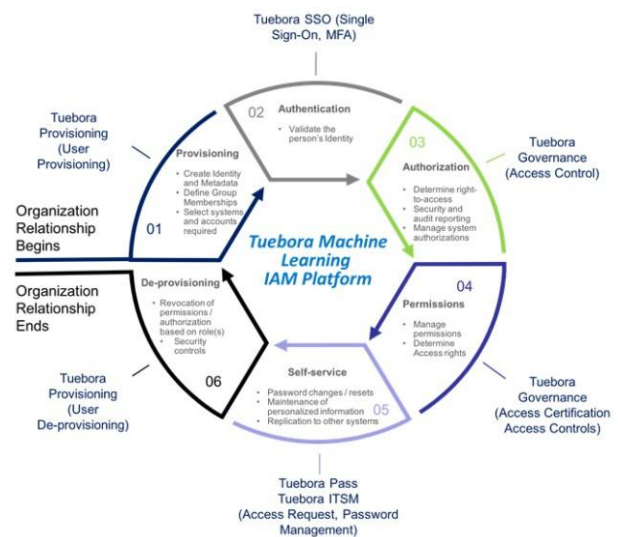 Tuebora SSO (Single
Sign-On, MFA)
02
Authentication
• Validate the
person's Identity
Tuebora
Provisioning
(User
Provisioning)
Provisioning
• Create Identity
and Metadata
• Define Group
Memberships
• Select systems
and accounts
required
01
03
Authorization
• Determine right-
to-access
• Security and
audit reporting
• Manage system
authorizations
Tuebora
Governance
(Access Control)
Organization
Relationship
Begins
Tuebora Machine
Learning
IAM Platform
Organization
Relationship
Ends
De-provisioning
• Revocation of
permissions /
authorization
based on role(s)
• Security
controls
06
04
Permissions
• Manage
permissions
• Determine
Access rights
Self-service
• Password changes / resets
• Maintenance of
personalized information
• Replication to other systems
05
Tuebora
Provisioning
(User
De-provisioning)
Tuebora
Governance
(Access Certification
Access Controls)
Tuebora Pass
Tuebora ITSM
(Access Request, Password
Management)